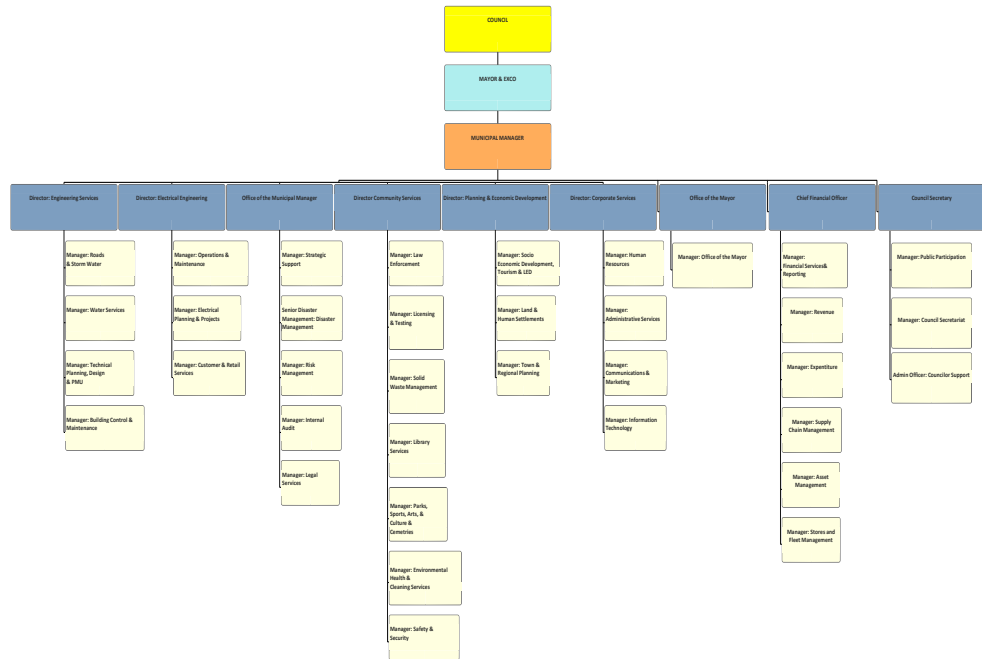 COUNCIL
MAYOR & EXCO
MUNICIPAL MANAGER
Director: Engineering Services
Director: Electrical Engineering
Office of the Municipal Manager
Director Community Services
Director: Planning & Economic Development
Director: Corporate Services
Office of the Mayor
Chief Financial Officer
Council Secretary
Manager: Roads
& Storm Water
Manager: Water Services
Manager: Technical
Planning, Design
& PMU
Manager: Building Control &
Maintenance
Manager: Operations &
Maintenance
Manager: Electrical
Planning & Projects
Manager: Customer & Retail
Services
Manager: Strategic
Support
Senior Disaster
Management: Disaster
Management
Manager: Risk
Management
Manager: Internal
Audit
Manager: Legal
Services
Manager: Law
Enforcement
Manager: Licensing
& Testing
Manager: Solid
Waste Management
Manager: Library
Services
Manager: Parks,
Sports, Arts, &
Culture &
Cemetries
Manager: Environmental
Health &
Cleaning Services
Manager: Safety &
Security
Manager: Socio
Economic Development,
Tourism & LED
Manager: Land &
Human Settlements
Manager: Town &
Regional Planning
Manager: Human
Resources
Manager:
Administrative Services
Manager:
Communications &
Marketing
Manager: Information
Technology
Manager: Office of the Mayor
Manager:
Financial Services&
Reporting
Manager: Revenue
Manager: Expentiture
Manager: Supply
Chain Management
Manager: Asset
Management
Manager: Stores and
Fleet Management
Manager: Public Participation
Manager: Council Secretariat
Admin Officer: Councilor Support